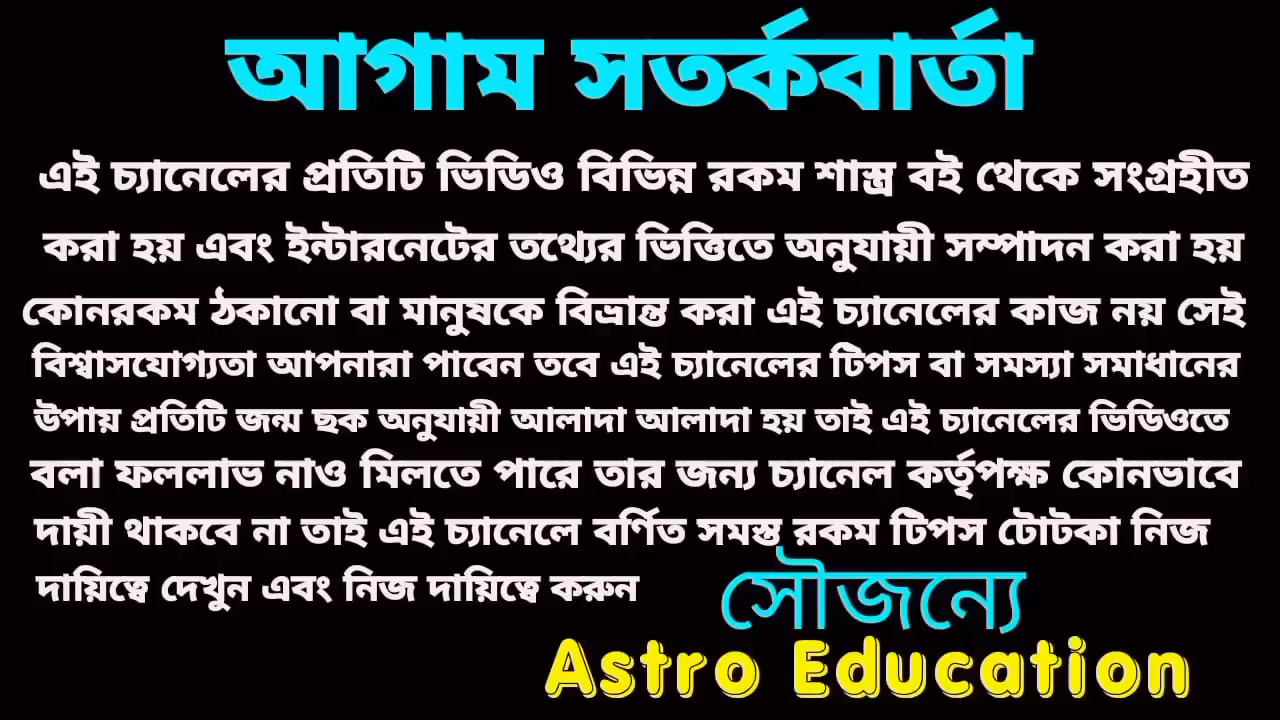 আগাম সতর্কবার্তা
এই চ্যানেলের প্রতিটি ভিডিও বিভিন্ন রকম শাস্ত্র বই থেকে সংগ্রহীত
করা হয় এবং ইন্টারনেটের তথ্যের ভিত্তিতে অনুযায়ী সম্পাদন করা হয়
কোনরকম ঠকানো বা মানুষকে বিভ্রান্ত করা এই চ্যানেলের কাজ নয় সেই
বিশ্বাসযোগ্যতা আপনারা পাবেন তবে এই চ্যানেলের টিপস বা সমস্যা সমাধানের
উপায় প্রতিটি জন্ম ছক অনুযায়ী আলাদা আলাদা হয় তাই এই চ্যানেলের ভিডিওতে
বলা ফললাভ নাও মিলতে পারে তার জন্য চ্যানেল কর্তৃপক্ষ কোনভাবে
দায়ী থাকবে না তাই এই চ্যানেলে বর্ণিত সমস্ত রকম টিপস টোটকা নিজ
দায়িত্বে দেখুন এবং নিজ দায়িত্বে করুন
সৌজন্যে
Astro Education